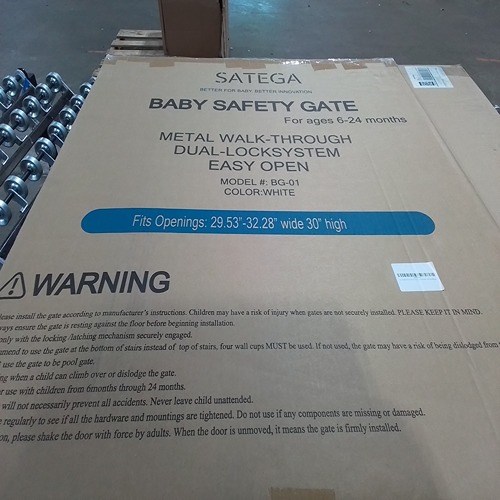 SATEGA
BETTER FOR BABY BETTER INNOVATION
BABY SAFETY GATE
For ages 6-24 months
METAL WALK-THROUGH
DUAL-LOCKSYSTEM
EASY OPEN
MODEL #: BG-01
COLOR:WHITE
Fits Openings: 29.53"-32.28" wide 30" high
WARNING
ease install the gate according to manufacturer's instructions. Children may have a risk of injury when gates are not securely installed. PLEASE KEEP IT IN MIND.
ways ensure the gate is resting against the floor before beginning installation.
nly with the locking /latching mechanism securely engaged.
mend to use the gate at the bottom of stairs instead of top of stairs, four wall cups MUST be used. If not used, the gate may have a risk of being dislodged from
use the gate to be pool gate.
ng when a child can climb over or dislodge the gate.
r use with children from 6months through 24 months.
will not necessarily prevent all accidents. Never leave child unattended.
regularly to see if all the hardware and mountings are tightened. Do not use if any components are missing or damaged.
on, please shake the door with force by adults. When the door is unmoved, it means the gate is firmly installed.